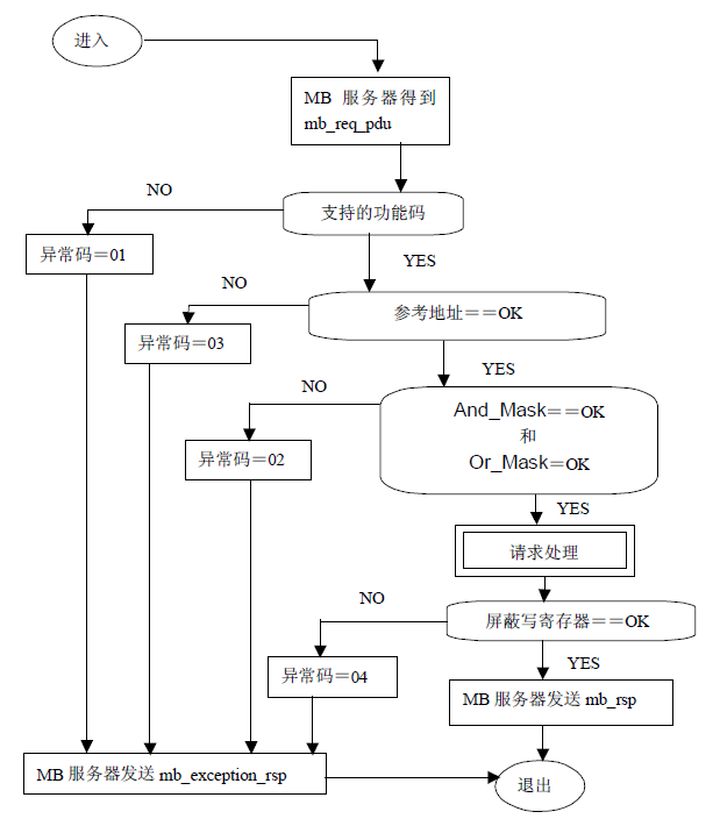 进入
MB 服务器得到
mb_req_pdu
NO
支持的功能码
异常码＝01
YES
NO
参考地址＝＝OK
异常码＝03
YES
NO
And_Mask＝＝OK
和
Or_Mask＝OK
异常码＝02
YES
请求处理
NO
屏蔽写寄存器＝＝OK
异常码＝04
YES
MB 服务器发送 mb_rsp
MB 服务器发送 mb_exception_rsp
退出